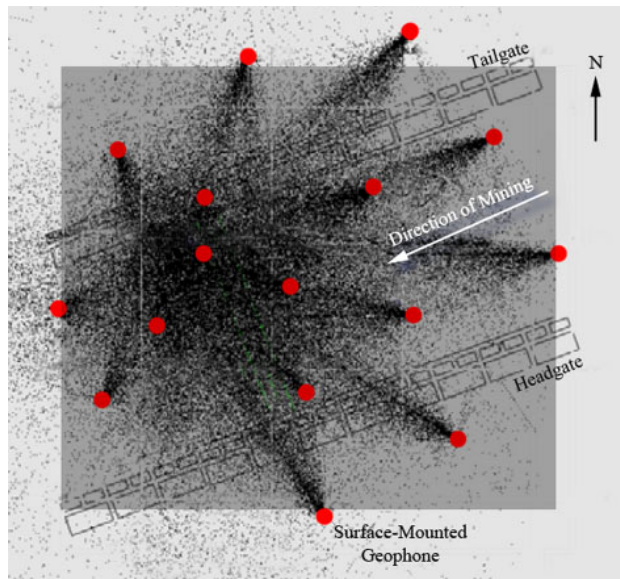 Tailgate
N
Direction of Mining
Headgate
Surface-Mounted
Geophone